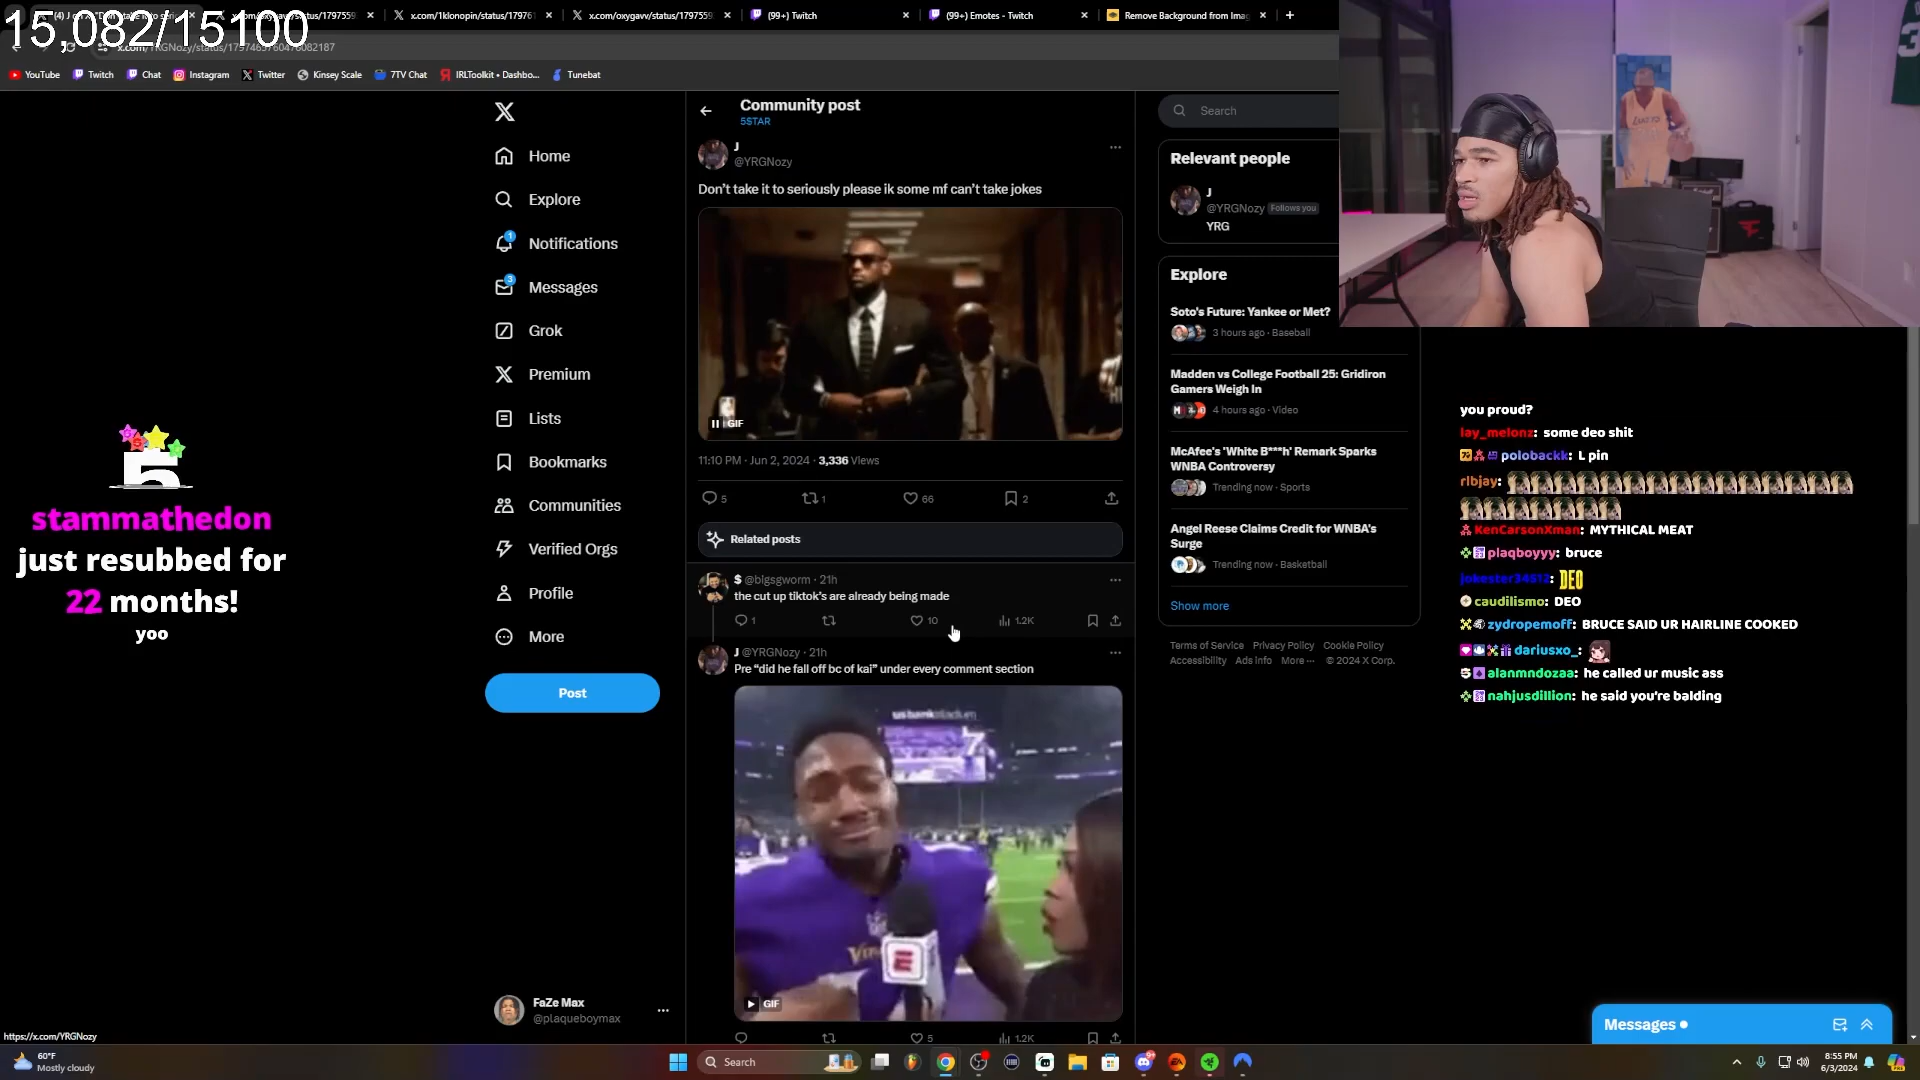 15,082/15100
x.com/oxygavv/status/1797559
x.com/1klonopin/status/17976
x.com/oxygavv/status/1797559
(99+) Twitch
(99+) Emotes - Twitch
Remove Background from Imag
YouTube
Twitch
Chat
Instagram
Twitter
Kinsey Scale
7TV Chat
IRLToolkit • Dashbo...
Tunebat
Home
Explore
Notifications
1
Messages
3
Grok
Premium
Lists
Bookmarks
Communities
Verified Orgs
Profile
More
Post
FaZe Max
@plaqueboymax
stammathedon
just resubbed for
22 months!
yoo
Community post
5STAR
J
@YRGNozy
Don’t take it to seriously please ik some mf can’t take jokes
GIF
11:10 PM · Jun 2, 2024 · 3,336 Views
5
1
66
2
Related posts
$ @blgsgworm · 21h
the cut up tiktok’s are already being made
1
10
1.2K
J @YRGNozy · 21h
Pre “did he fall off bc of kai” under every comment section
GIF
5
1.2K
Search
Relevant people
J
@YRGNozy Follows you
YRG
Explore
Soto's Future: Yankee or Met?
3 hours ago · Baseball
Madden vs College Football 25: Gridiron
Gamers Weigh In
4 hours ago · Video
McAfee's 'White B***h' Remark Sparks
WNBA Controversy
Trending now · Sports
Angel Reese Claims Credit for WNBA's
Surge
Trending now · Basketball
Show more
Terms of Service Privacy Policy Cookie Policy
Accessibility Ads info More ··· © 2024 X Corp.
you proud?
lay_melonz: some deo shit
polobackk: L pin
rlbjay:
KenCarsonXman: MYTHICAL MEAT
plaqboyyy: bruce
jokester34612: DEO
caudilismo: DEO
zydropemoff: BRUCE SAID UR HAIRLINE COOKED
dariusxo_:
alanmndozaa: he called ur music ass
nahjusdillion: he said you're balding
Messages
https://x.com/YRGNozy
60°F
Mostly cloudy
Search
8:55 PM
6/3/2024